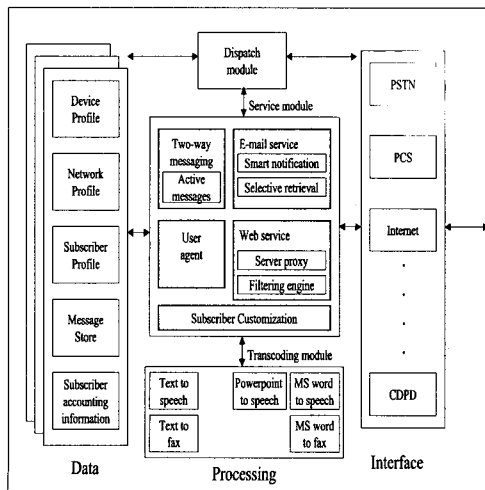 Dispatch
module
Service module
Device
Profile
Network
Profile
Subscriber
Profile
Message
Store
Subscriber
accounting
information
Data
Two-way
messaging
Active
messages
E-mail service
Smart notification
Selective retrieval
User
agent
Web service
Server proxy
Filtering engine
Subscriber Customization
Transcoding module
Text to
speech
Powerpoint
to speech
MS word
to speech
Text to
fax
MS word
to fax
Processing
PSTN
PCS
Internet
CDPD
Interface